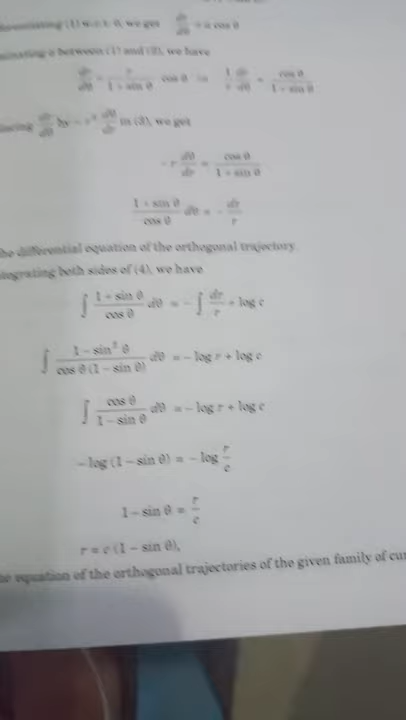 (1) w.r.t. θ, we get dr/dθ = a cos θ
between (1) and (2), we have
dr/dθ = r/(1 + sin θ) cos θ or 1/r dr/dθ = cos θ/(1 + sin θ)
dr/dθ by − r² dθ/dr in (3), we get
− r dθ/dr = cos θ/(1 + sin θ)
(1 + sin θ)/cos θ dθ = − dr/r
the differential equation of the orthogonal trajectory.
integrating both sides of (4), we have
∫ (1 + sin θ)/cos θ dθ = − ∫ dr/r + log c
∫ (1 − sin² θ)/(cos θ (1 − sin θ)) dθ = − log r + log c
∫ cos θ/(1 − sin θ) dθ = − log r + log c
− log (1 − sin θ) = − log r/c
1 − sin θ = r/c
r = c (1 − sin θ),
equation of the orthogonal trajectories of the given family of cur